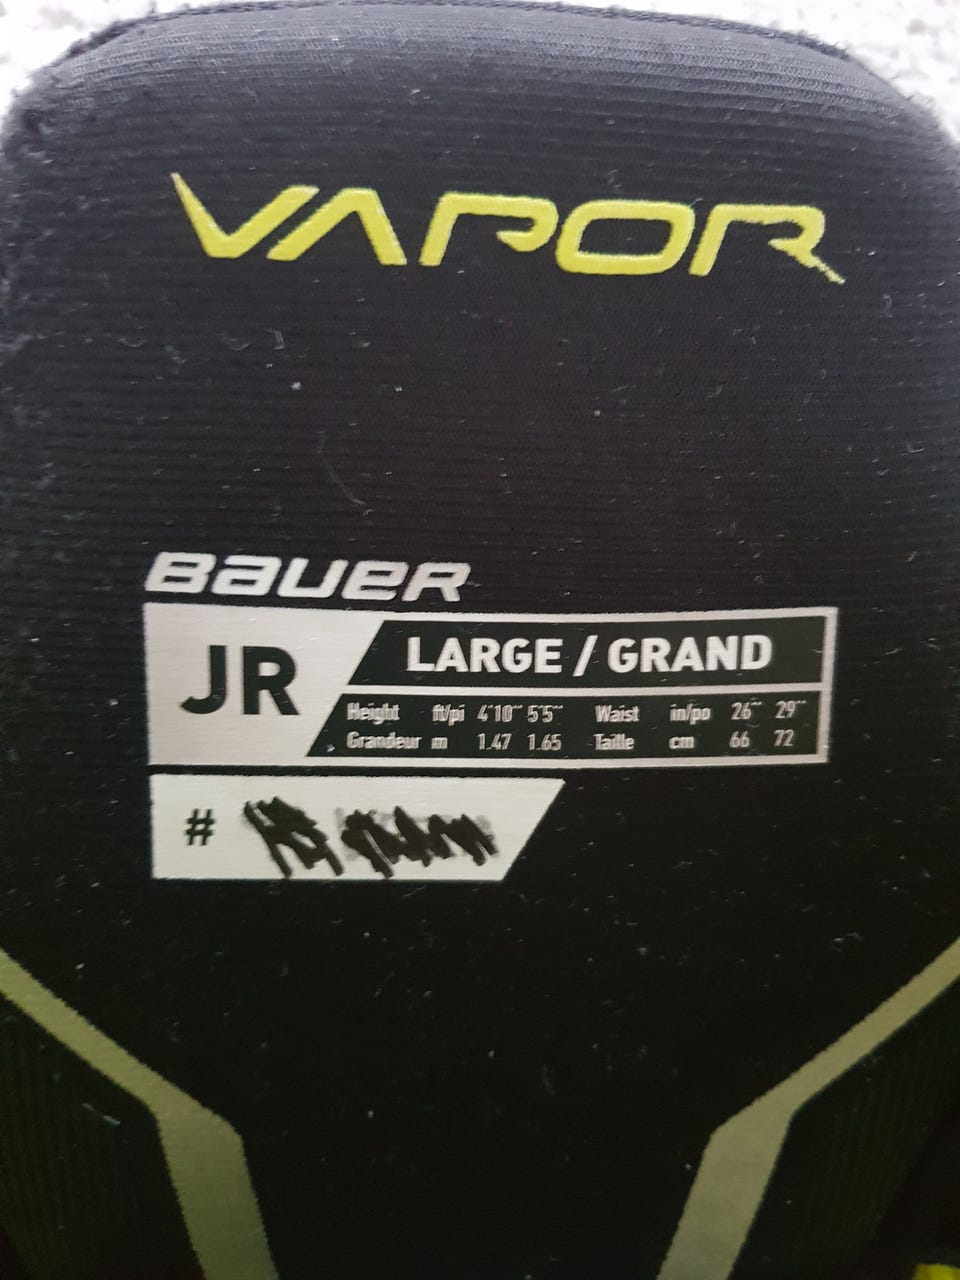 VAPOR
BAUER
JR
LARGE / GRAND
Height ft/pi 4'10" 5'5" Waist in/po 26" 29"
Grandeur m 1.47 1.65 Taille cm 66 72
#